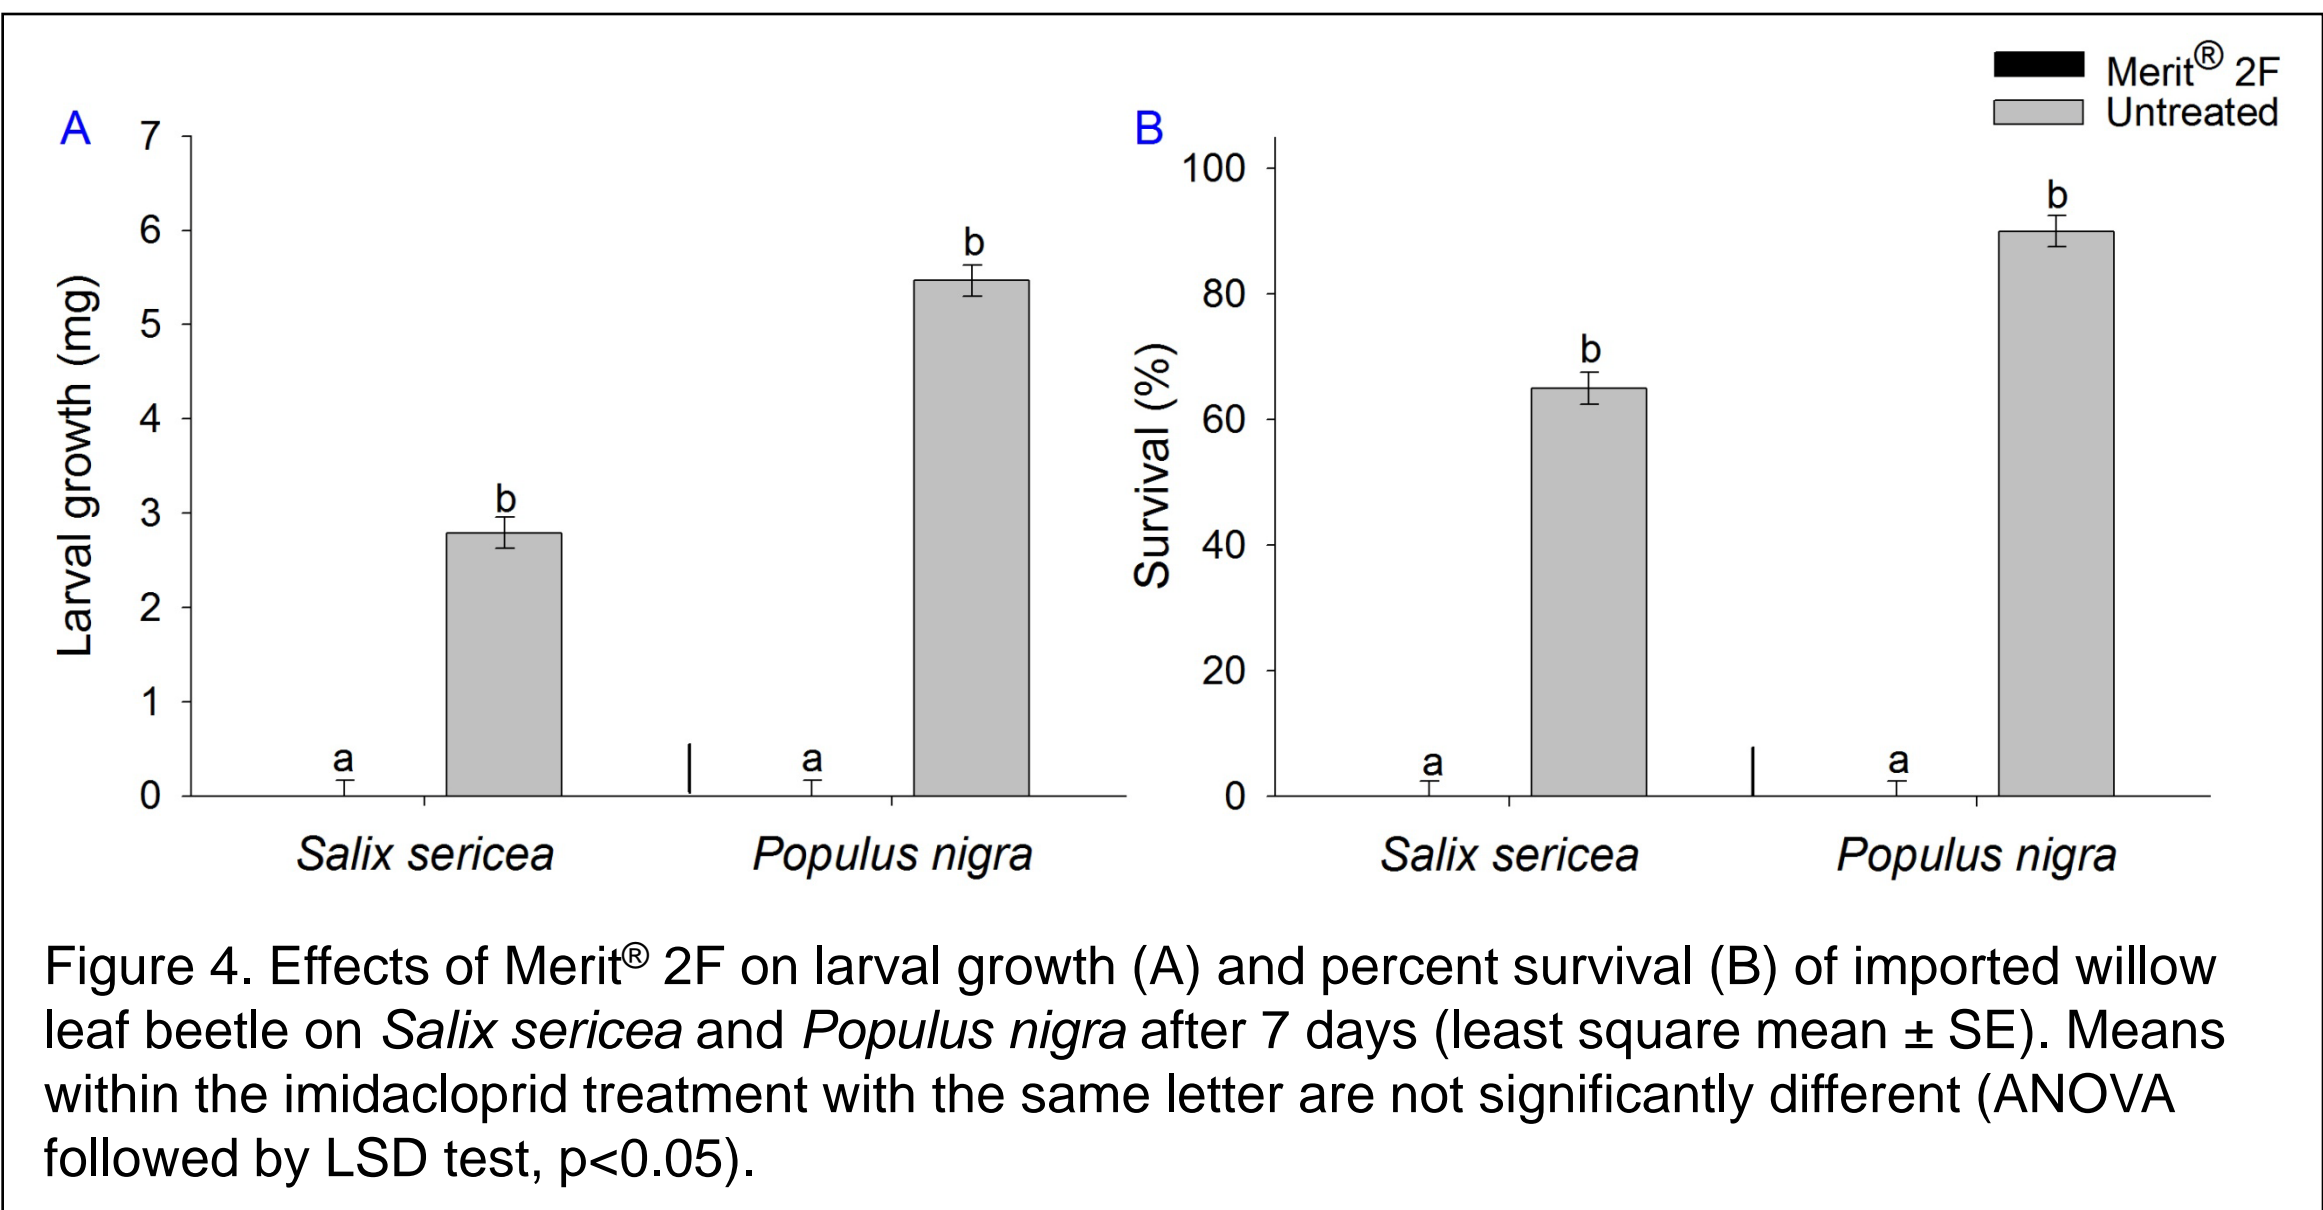 Merit® 2F
Untreated
A
7
6
5
4
3
2
1
0
Larval growth (mg)
a
b
a
b
Salix sericea
Populus nigra
B
100
80
60
40
20
0
Survival (%)
a
b
a
b
Salix sericea
Populus nigra
Figure 4. Effects of Merit® 2F on larval growth (A) and percent survival (B) of imported willow
leaf beetle on Salix sericea and Populus nigra after 7 days (least square mean ± SE). Means
within the imidacloprid treatment with the same letter are not significantly different (ANOVA
followed by LSD test, p<0.05).